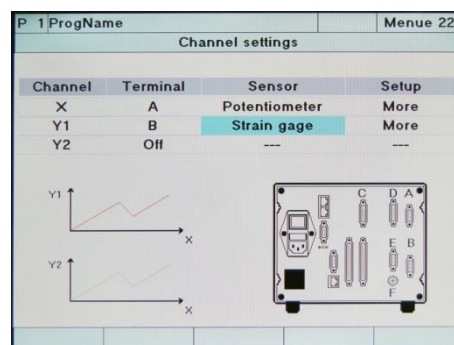 P 1 ProgName Menue 22
Channel settings
Channel Terminal Sensor Setup
X A Potentiometer More
Y1 B Strain gage More
Y2 Off --- ---
Y1
X
Y2
X
C D A
E B
F